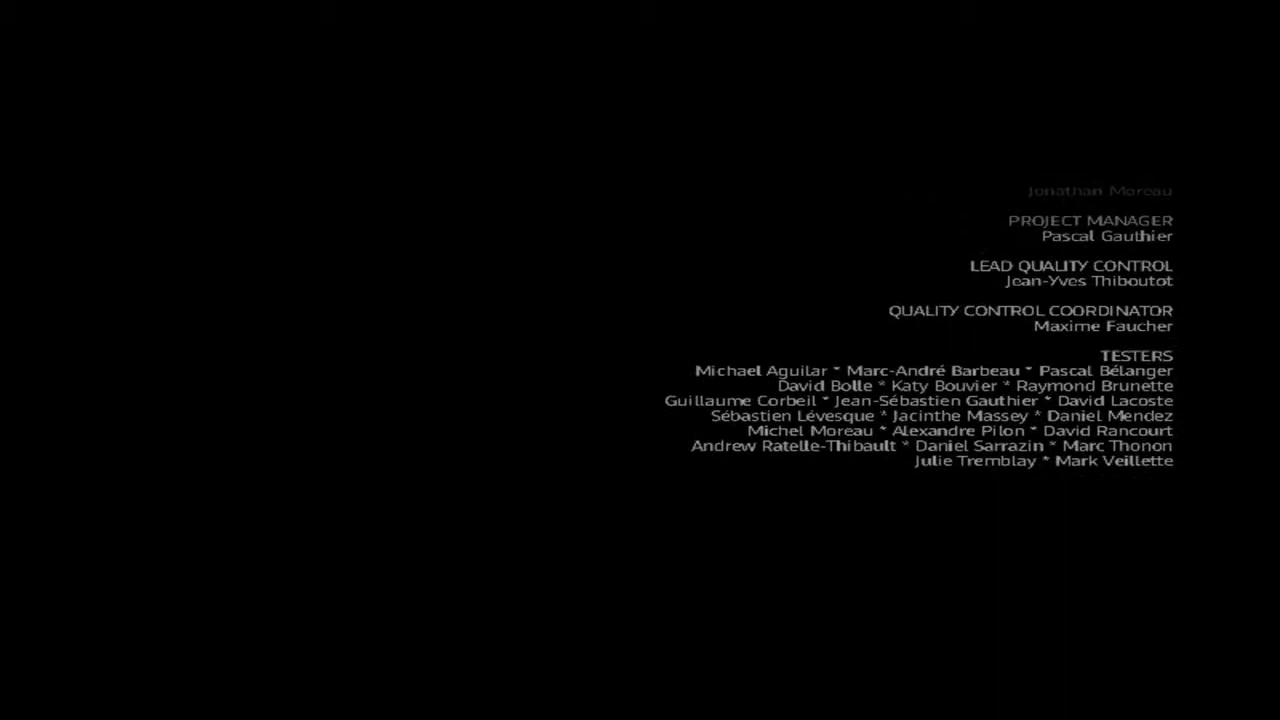 Jonathan Moreau
PROJECT MANAGER
Pascal Gauthier
LEAD QUALITY CONTROL
Jean-Yves Thiboutot
QUALITY CONTROL COORDINATOR
Maxime Faucher
TESTERS
Michael Aguilar * Marc-André Barbeau * Pascal Bélanger
David Bolle * Katy Bouvier * Raymond Brunette
Guillaume Corbeil * Jean-Sébastien Gauthier * David Lacoste
Sébastien Lévesque * Jacinthe Massey * Daniel Mendez
Michel Moreau * Alexandre Pilon * David Rancourt
Andrew Ratelle-Thibault * Daniel Sarrazin * Marc Thonon
Julie Tremblay * Mark Veillette